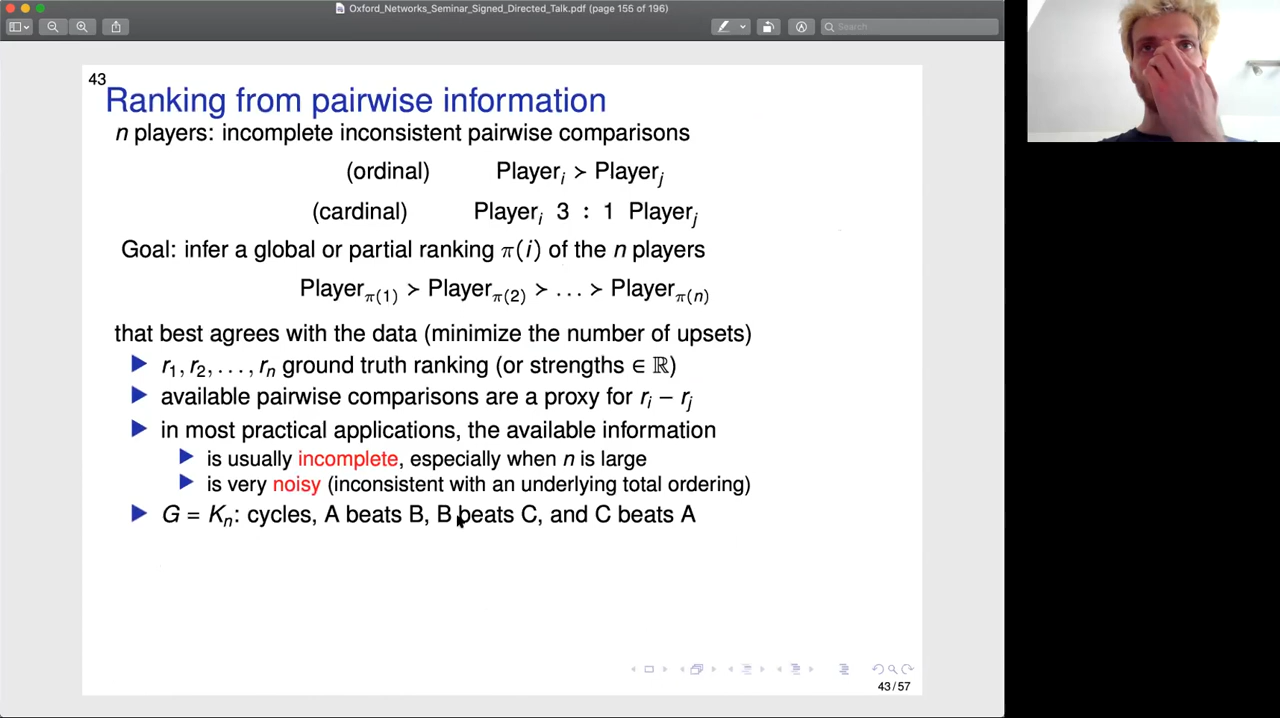 Oxford_Networks_Seminar_Signed_Directed_Talk.pdf (page 155 of 196)
Search
43
Ranking from pairwise information
n players: incomplete inconsistent pairwise comparisons
(ordinal) Player_i ≻ Player_j
(cardinal) Player_i 3 : 1 Player_j
Goal: infer a global or partial ranking π(i) of the n players
Player_π(1) ≻ Player_π(2) ≻ . . . ≻ Player_π(n)
that best agrees with the data (minimize the number of upsets)
r_1, r_2, . . . , r_n ground truth ranking (or strengths ∈ ℝ)
available pairwise comparisons are a proxy for r_i − r_j
in most practical applications, the available information
is usually incomplete, especially when n is large
is very noisy (inconsistent with an underlying total ordering)
G = K_n: cycles, A beats B, B beats C, and C beats A
43/57